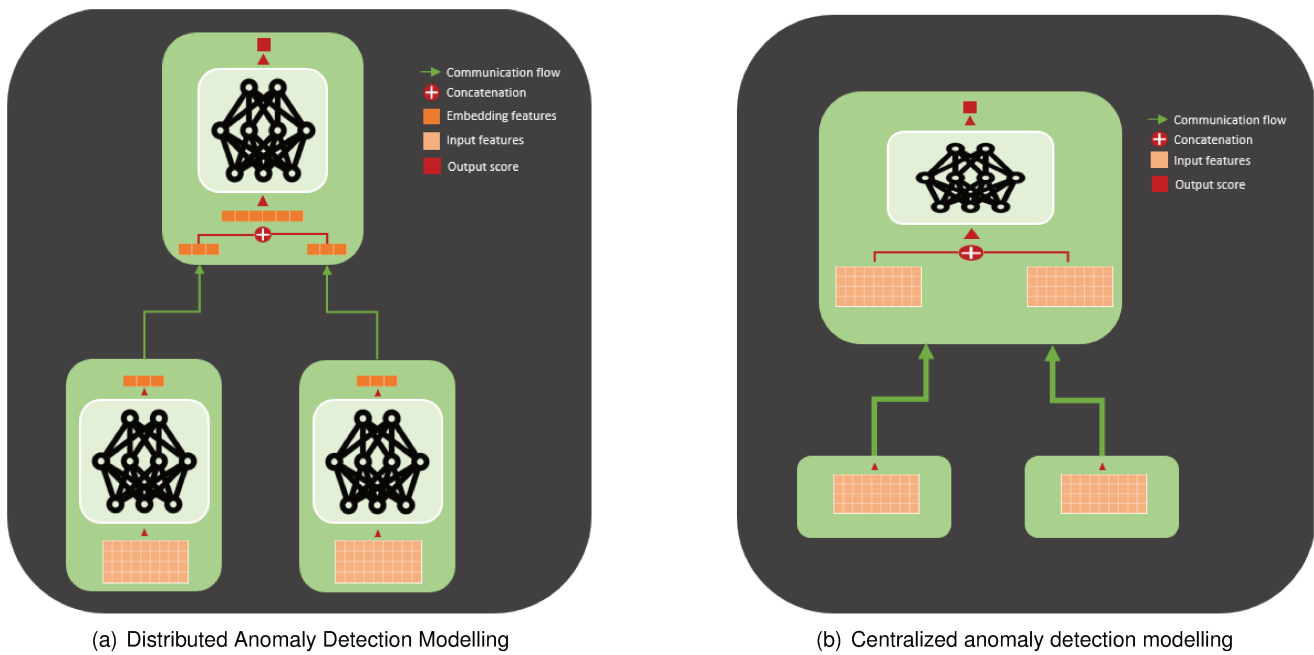 Communication flow
Concatenation
Embedding features
Input features
Output score
Communication flow
Concatenation
Input features
Output score
(a) Distributed Anomaly Detection Modelling
(b) Centralized anomaly detection modelling